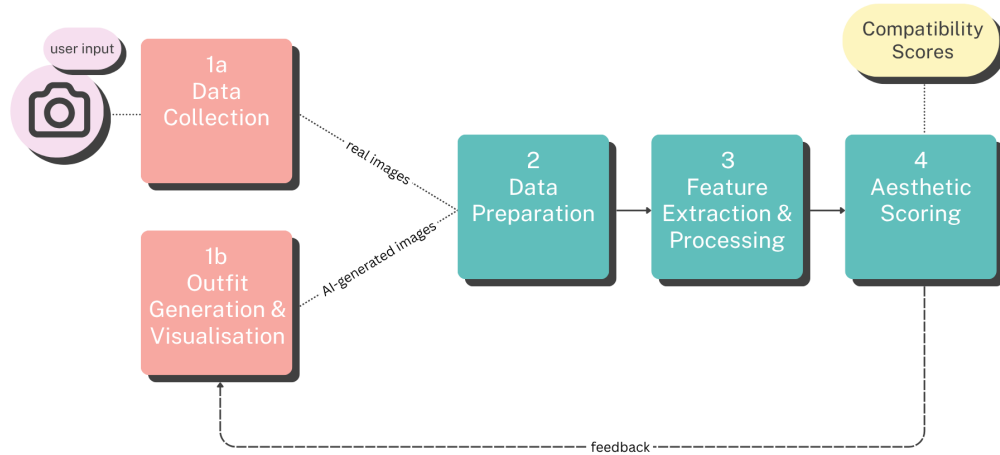 user input
1a
Data
Collection
real images
AI-generated images
1b
Outfit
Generation &
Visualisation
2
Data
Preparation
3
Feature
Extraction &
Processing
Compatibility
Scores
4
Aesthetic
Scoring
feedback